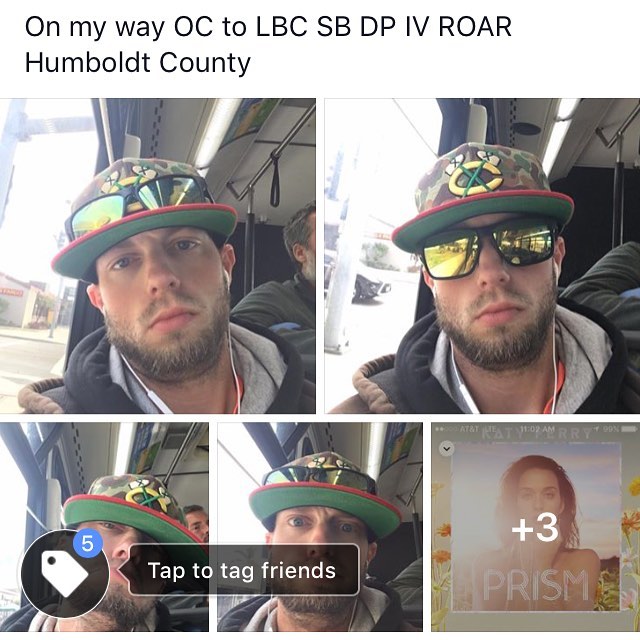 On my way OC to LBC SB DP IV ROAR
Humboldt County
AT&T LTE 11:02 AM 99%
KATY PERRY
+3
PRISM
5
Tap to tag friends